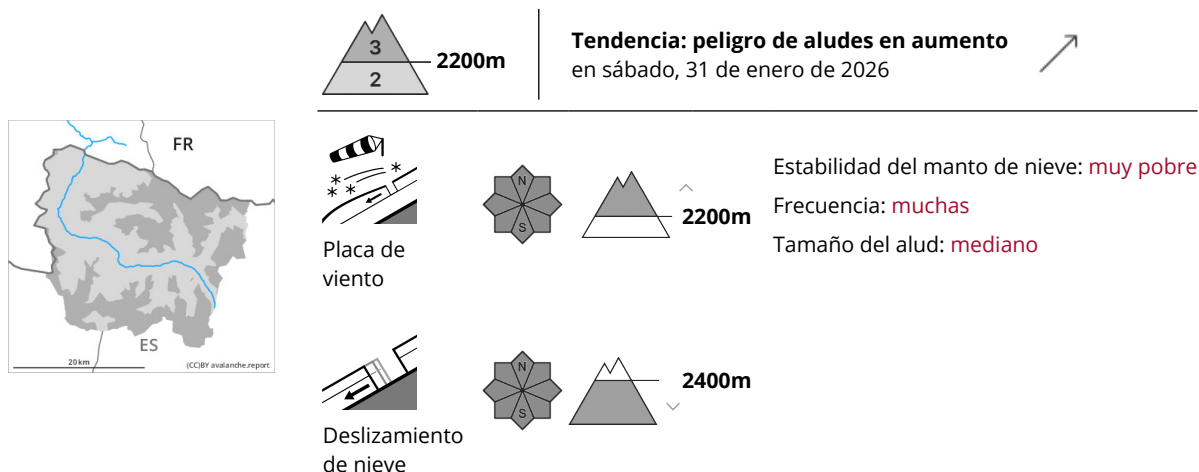 3
2
2200m
Tendencia: peligro de aludes en aumento
en sábado, 31 de enero de 2026
FR
ES
20 km
(CC)BY avalanche.report
Placa de
viento
N
S
2200m
Estabilidad del manto de nieve: muy pobre
Frecuencia: muchas
Tamaño del alud: mediano
Deslizamiento
de nieve
N
S
2400m